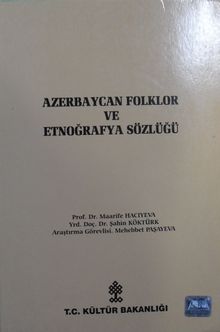 AZERBAYCAN FOLKLOR
VE
ETNOĞRAFYA SÖZLÜĞÜ
Prof. Dr. Maarife HACIYEVA
Yrd. Doç. Dr. Şahin KÖKTÜRK
Araştırma Görevlisi. Mehebbet PAŞAYEVA
T.C. KÜLTÜR BAKANLIĞI